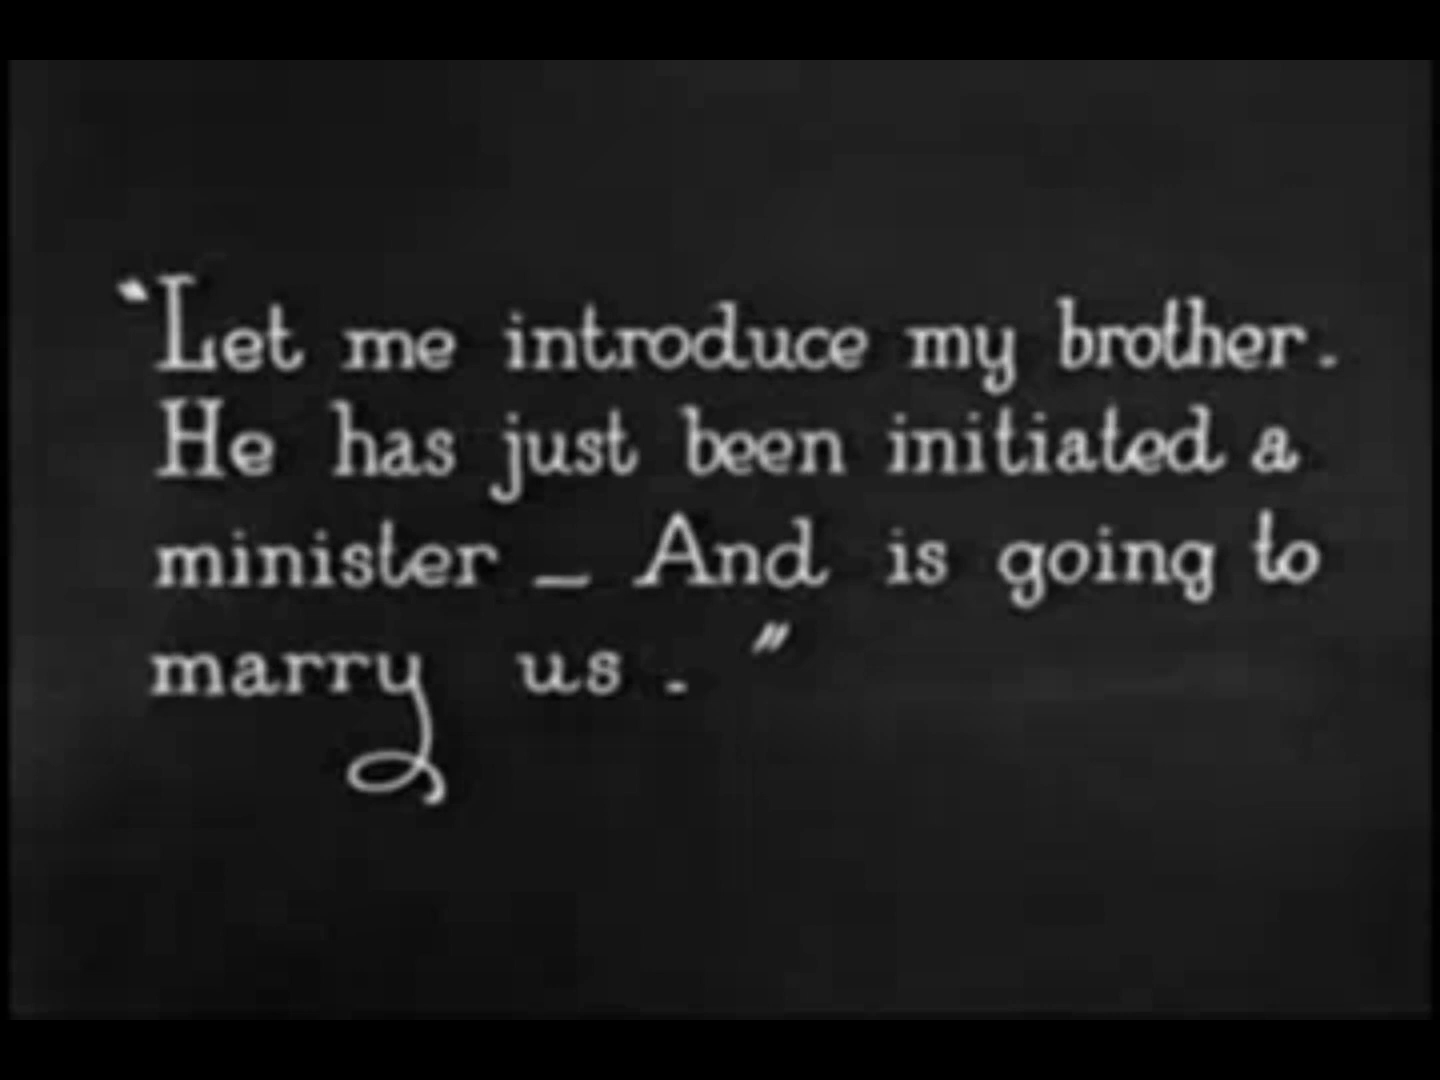 "Let me introduce my brother.
He has just been initiated a
minister — And is going to
marry us."